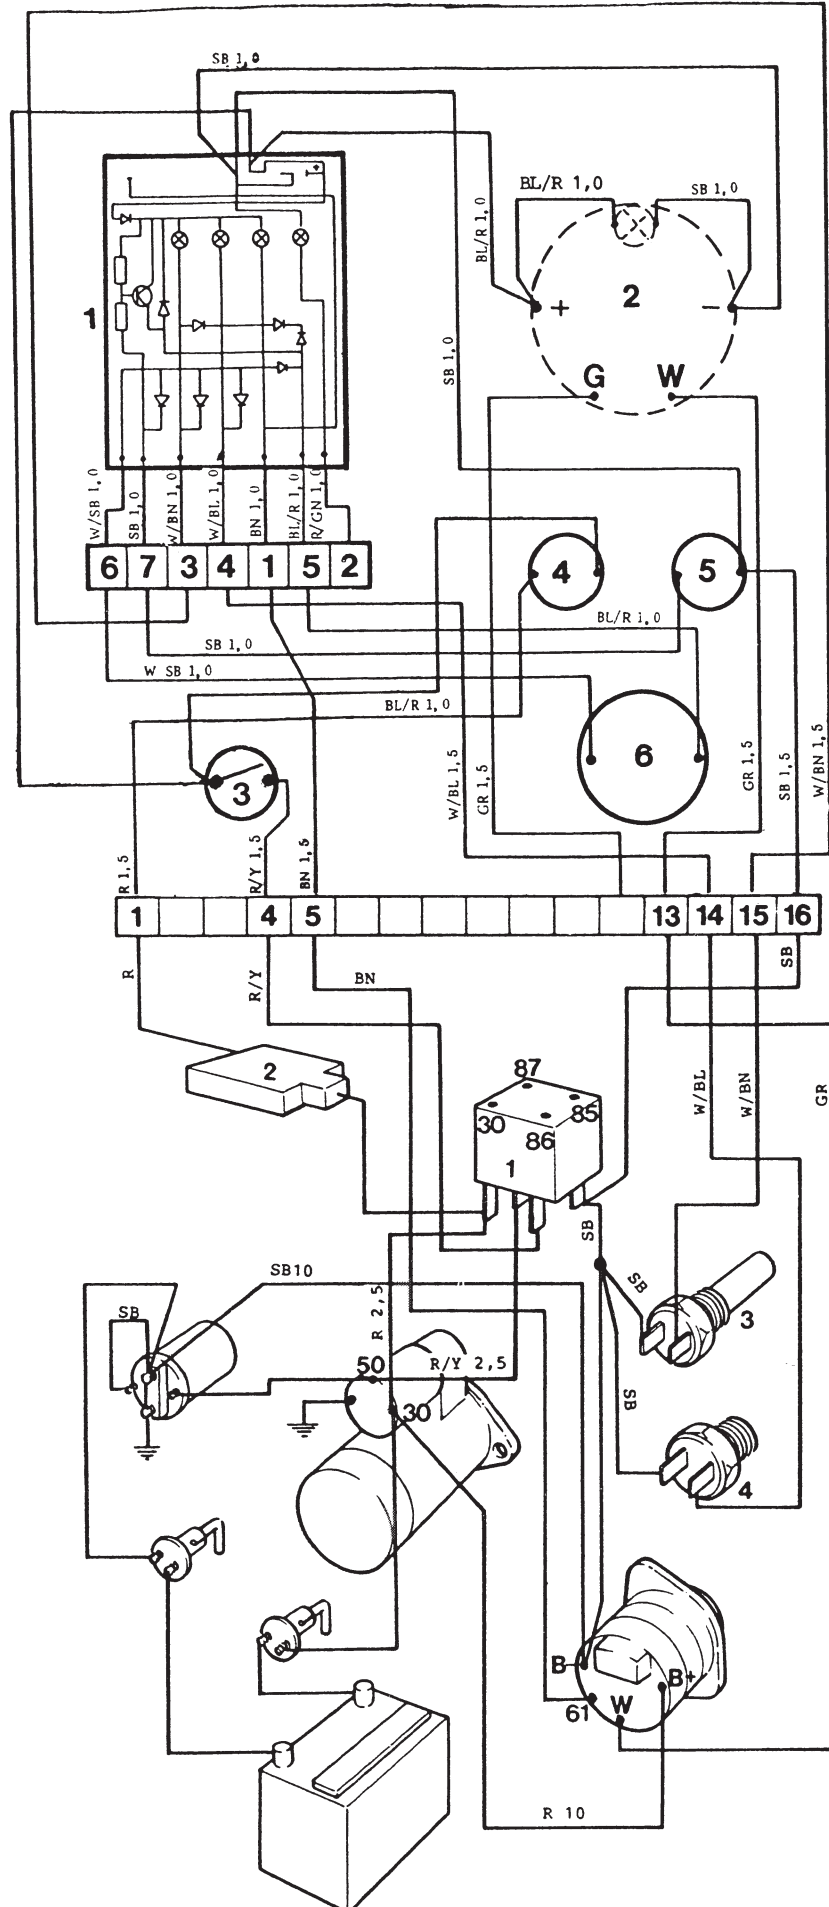 SB 1,0
BL/R 1,0
SB 1,0
BL/R 1,0
+
2
+
−
1
SB 1,0
G
W
W/SB 1,0
SB 1,0
W/BN 1,0
W/BL 1,0
BN 1,0
BL/R 1,0
R/GN 1,0
6 7 3 4 1 5 2
4
5
BL/R 1,0
SB 1,0
W SB 1,0
BL/R 1,0
6
3
W/BL 1,5
GR 1,5
GR 1,5
SB 1,5
W/BN 1,5
R 1,5
R/Y 1,5
BN 1,5
1 4 5 13 14 15 16
R
R/Y
BN
SB
2
87
30
85
86
1
W/BL
W/BN
GR
SB
SB10
SB
R 2,5
SB
3
50
R/Y 2,5
30
SB
4
B−
B+
61
W
R 10